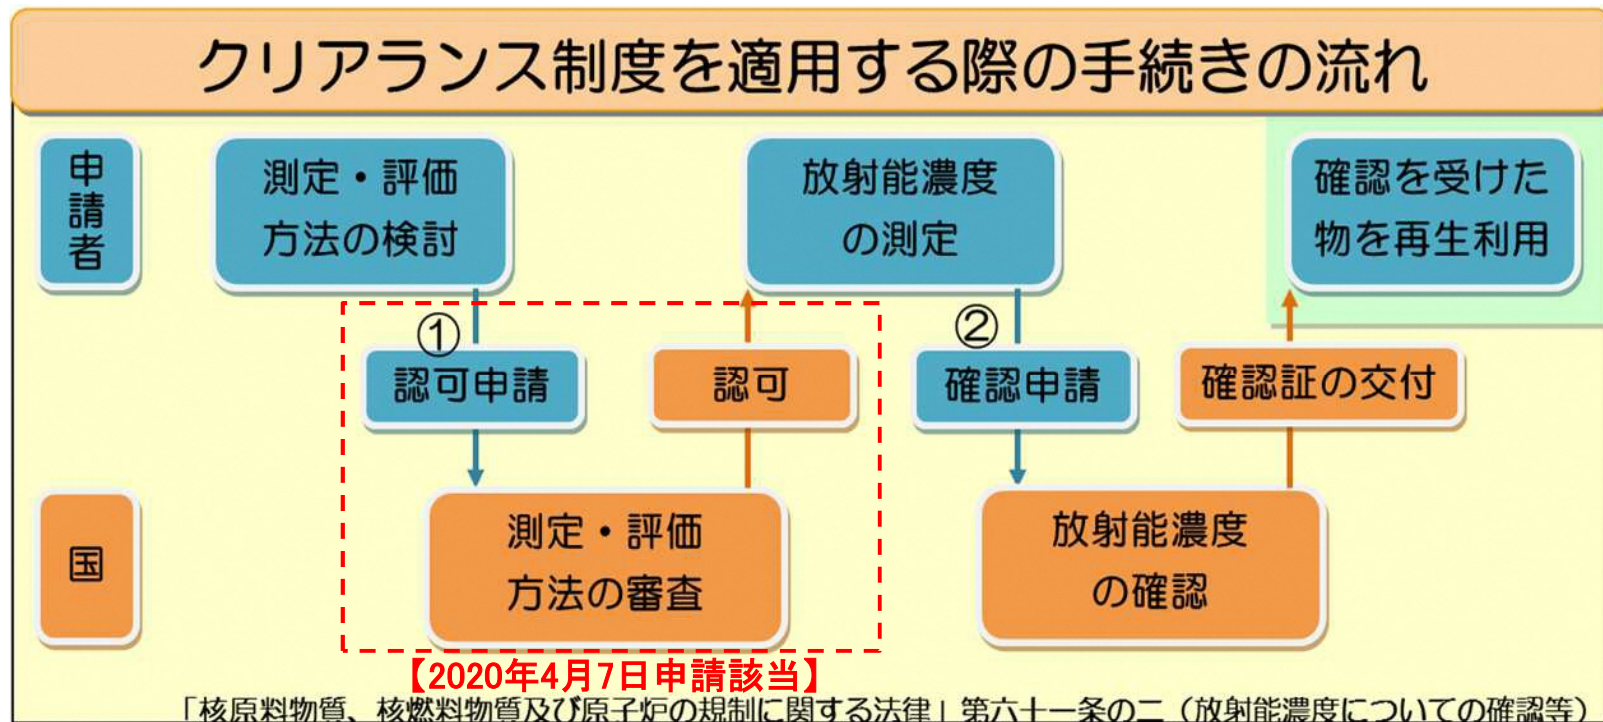 クリアランス制度を適用する際の手続きの流れ
申請者
測定・評価
方法の検討
放射能濃度
の測定
確認を受けた
物を再生利用
①
認可申請
認可
②
確認申請
確認証の交付
国
測定・評価
方法の審査
放射能濃度
の確認
【2020年4月7日申請該当】
「核原料物質、核燃料物質及び原子炉の規制に関する法律」第六十一条の二（放射能濃度についての確認等）